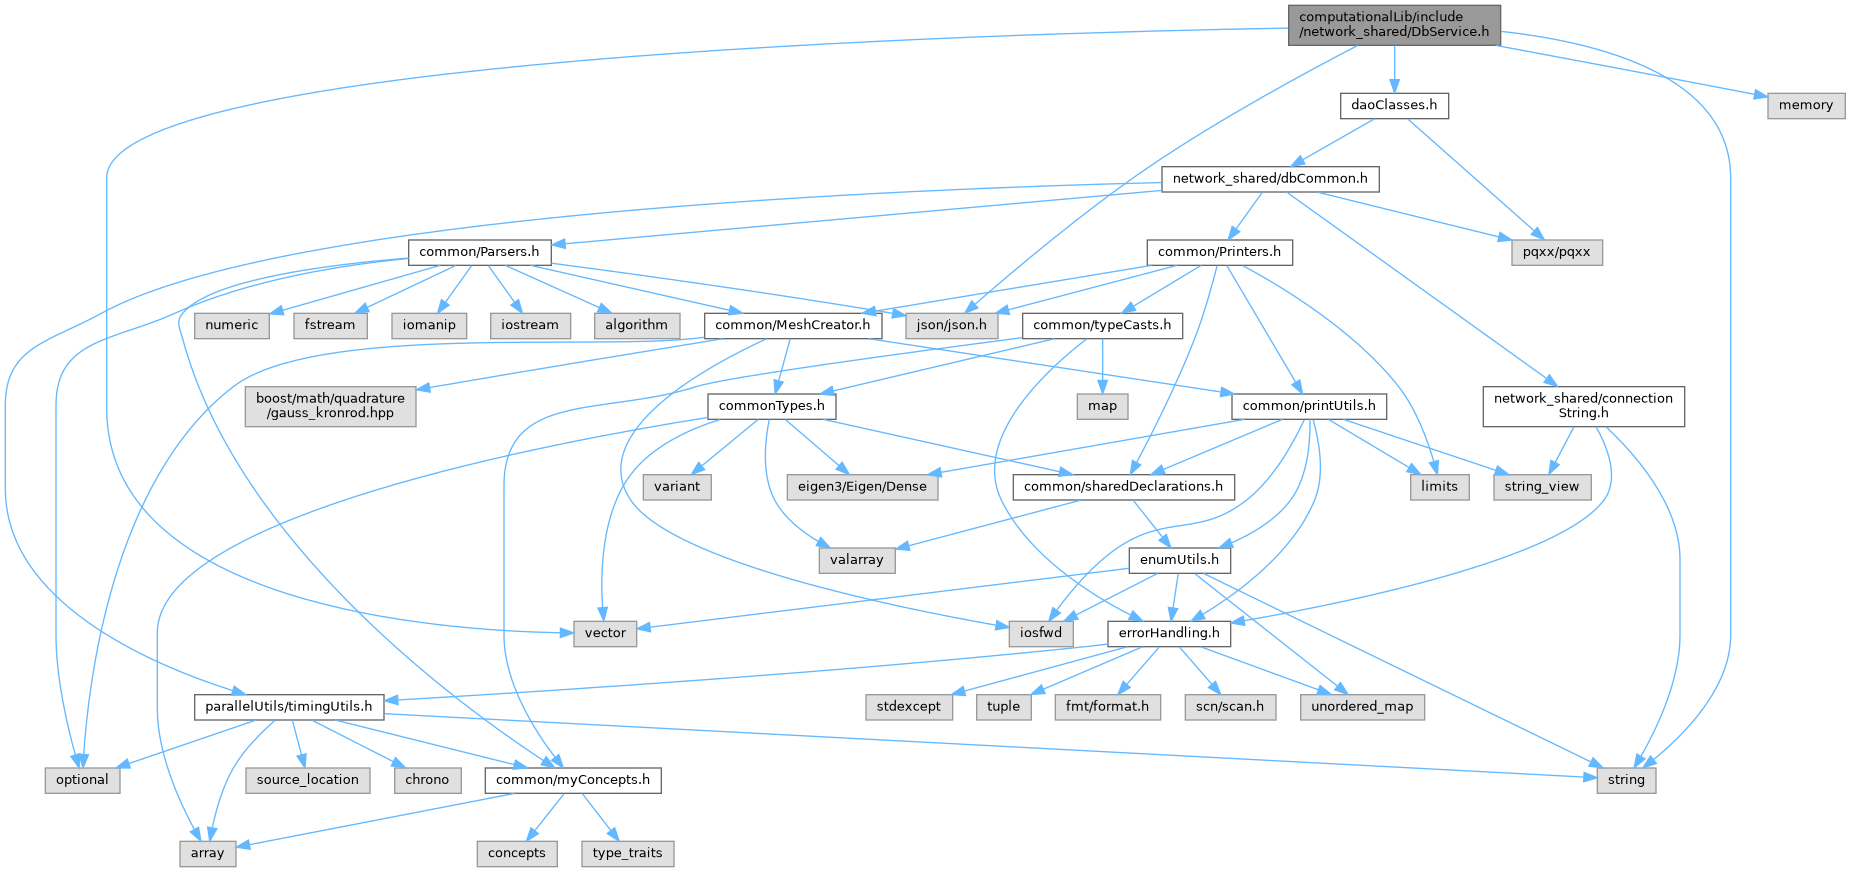 computationalLib/include
/network_shared/DbService.h
daoClasses.h
memory
network_shared/dbCommon.h
common/Parsers.h
common/Printers.h
pqxx/pqxx
numeric
fstream
iomanip
iostream
algorithm
common/MeshCreator.h
json/json.h
common/typeCasts.h
boost/math/quadrature
/gauss_kronrod.hpp
commonTypes.h
map
common/printUtils.h
network_shared/connection
String.h
variant
eigen3/Eigen/Dense
common/sharedDeclarations.h
limits
string_view
valarray
enumUtils.h
vector
iosfwd
errorHandling.h
parallelUtils/timingUtils.h
stdexcept
tuple
fmt/format.h
scn/scan.h
unordered_map
optional
source_location
chrono
common/myConcepts.h
string
array
concepts
type_traits